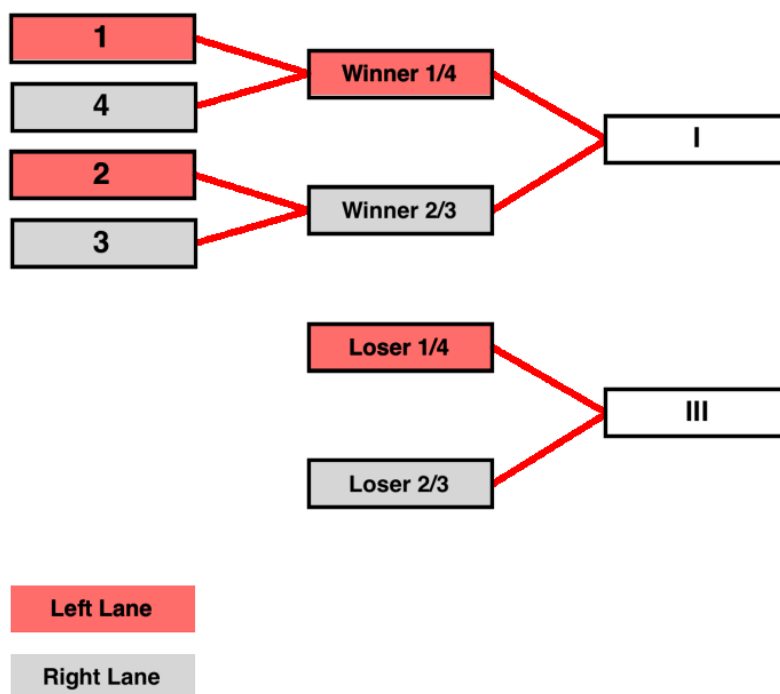 1
4
2
3
Winner 1/4
Winner 2/3
I
Loser 1/4
Loser 2/3
III
Left Lane
Right Lane